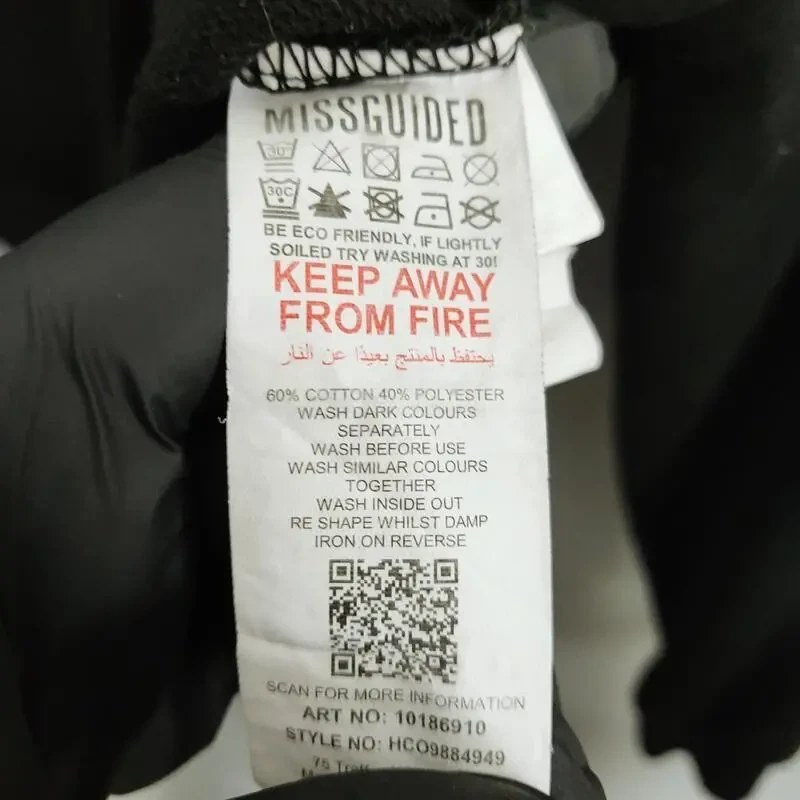 MISSGUIDED
30°
30C
BE ECO FRIENDLY, IF LIGHTLY
SOILED TRY WASHING AT 30!
KEEP AWAY
FROM FIRE
يحتفظ بالمنتج بعيدًا عن النار
60% COTTON 40% POLYESTER
WASH DARK COLOURS
SEPARATELY
WASH BEFORE USE
WASH SIMILAR COLOURS
TOGETHER
WASH INSIDE OUT
RE SHAPE WHILST DAMP
IRON ON REVERSE
SCAN FOR MORE INFORMATION
ART NO: 10186910
STYLE NO: HCO9884949
75